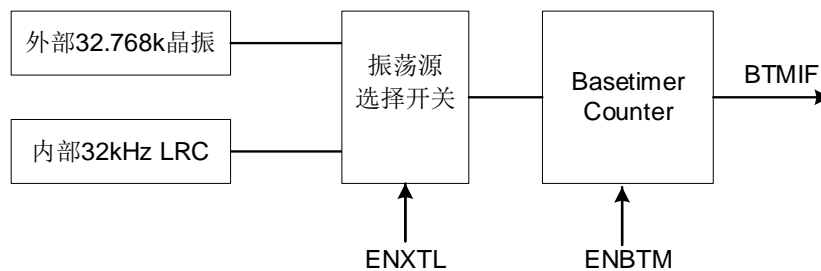 外部32.768k晶振
内部32kHz LRC
振荡源
选择开关
Basetimer
Counter
BTMIF
ENXTL
ENBTM